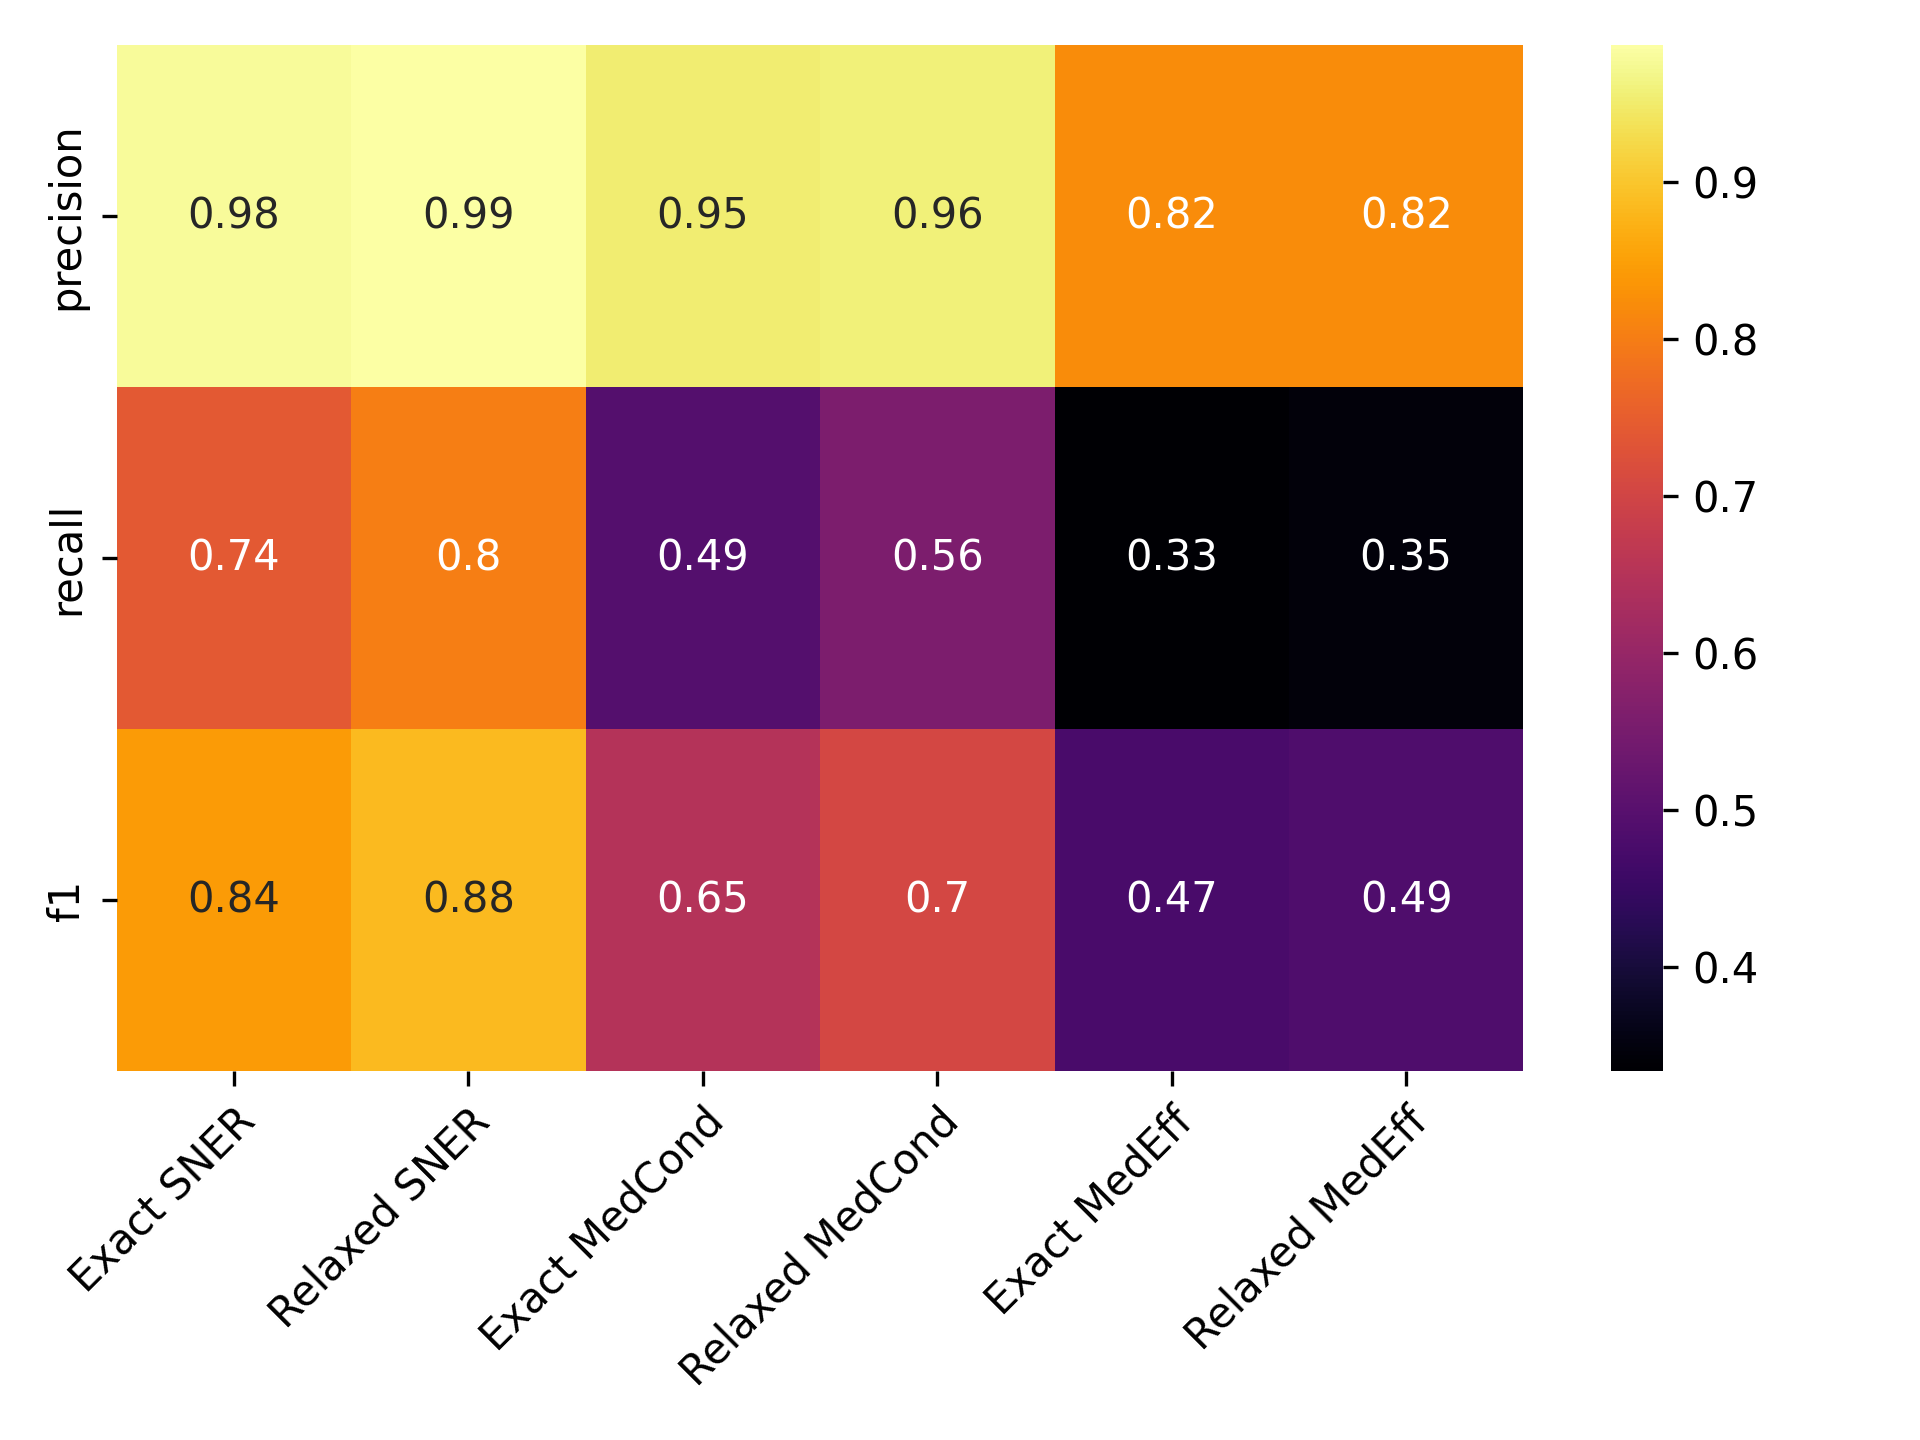 precision 0.98 0.99 0.95 0.96 0.82 0.82
recall 0.74 0.8 0.49 0.56 0.33 0.35
f1 0.84 0.88 0.65 0.7 0.47 0.49
Exact SNER
Relaxed SNER
Exact MedCond
Relaxed MedCond
Exact MedEff
Relaxed MedEff
0.9
0.8
0.7
0.6
0.5
0.4